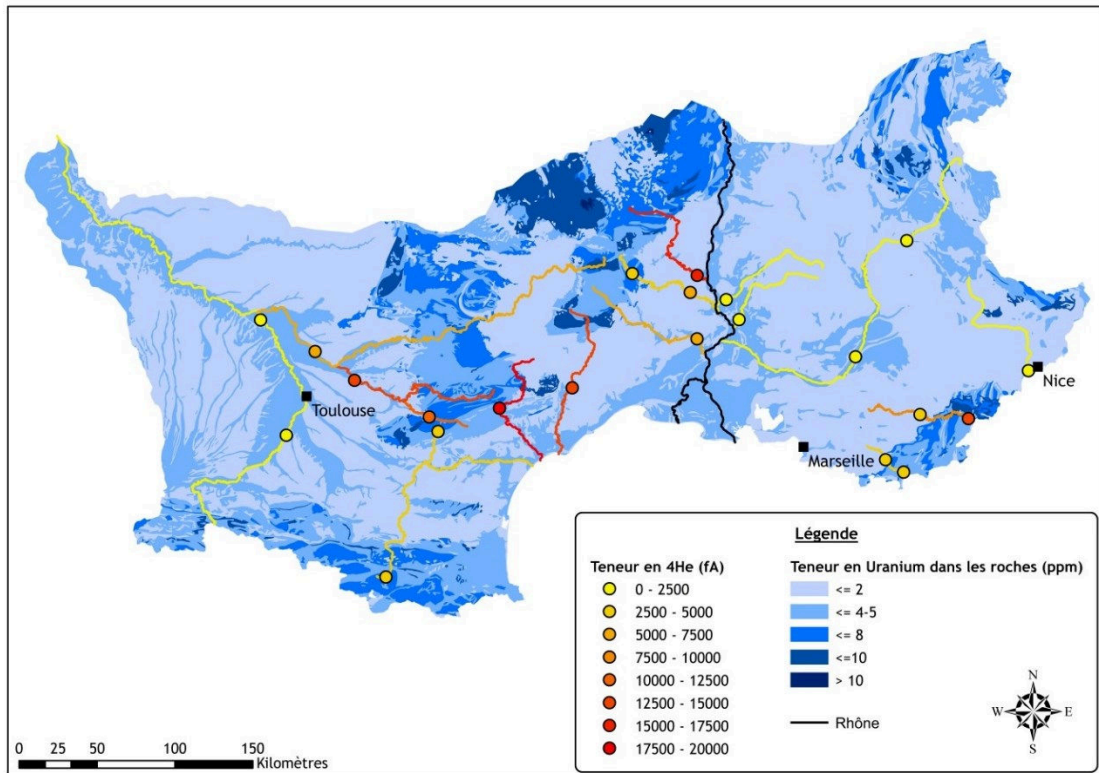 Toulouse
Nice
Marseille
Légende
Teneur en 4He (fA)
0 - 2500
2500 - 5000
5000 - 7500
7500 - 10000
10000 - 12500
12500 - 15000
15000 - 17500
17500 - 20000
Teneur en Uranium dans les roches (ppm)
<= 2
<= 4-5
<= 8
<=10
> 10
Rhône
N
W E
S
0 25 50 100 150
Kilomètres